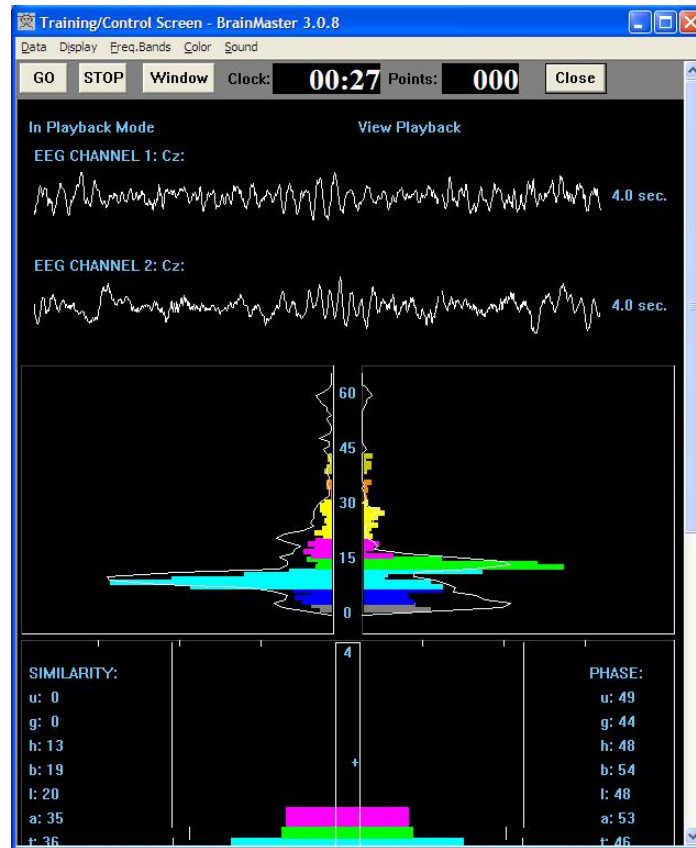 Training/Control Screen - BrainMaster 3.0.8
Data Display Freq.Bands Color Sound
GO STOP Window Clock: 00:27 Points: 000 Close
In Playback Mode View Playback
EEG CHANNEL 1: Cz:
4.0 sec.
EEG CHANNEL 2: Cz:
4.0 sec.
60
45
30
15
0
4
SIMILARITY: PHASE:
u: 0 u: 49
g: 0 g: 44
h: 13 h: 48
b: 19 b: 54
l: 20 l: 48
a: 35 a: 53
t: 36 t: 46